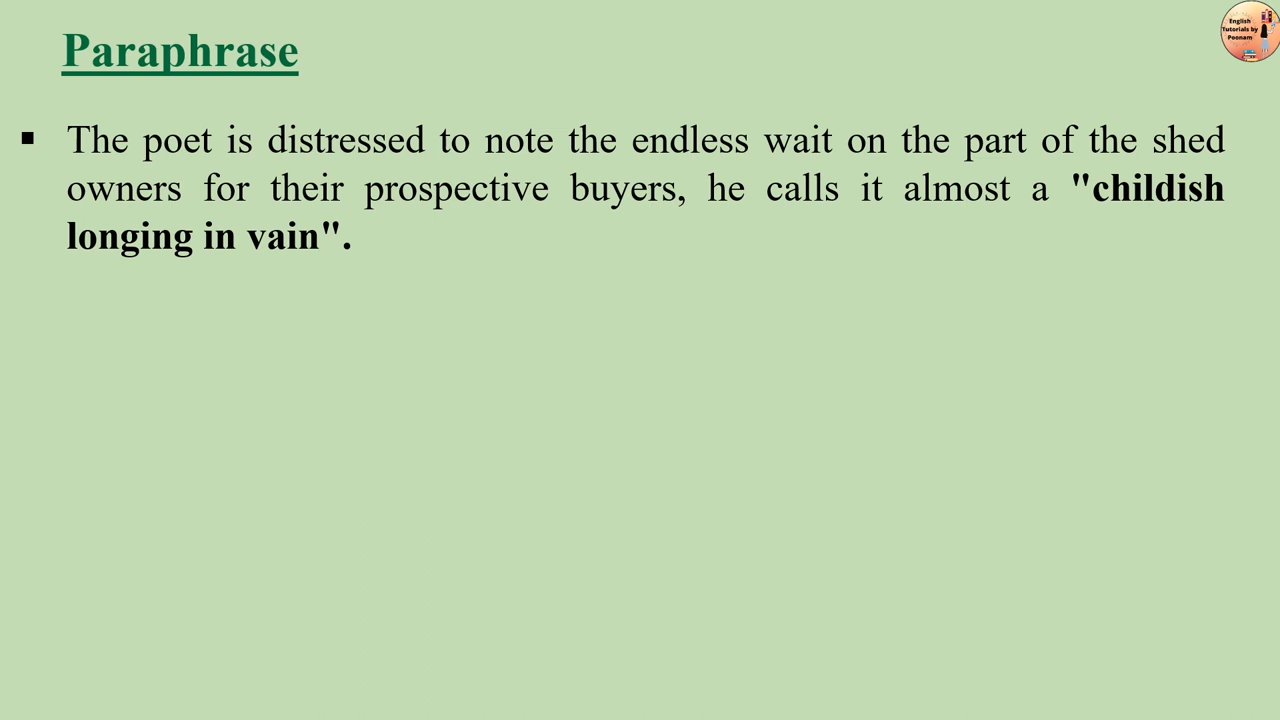 Paraphrase
English
Tutorials by
Poonam
▪ The poet is distressed to note the endless wait on the part of the shed
owners for their prospective buyers, he calls it almost a "childish
longing in vain".